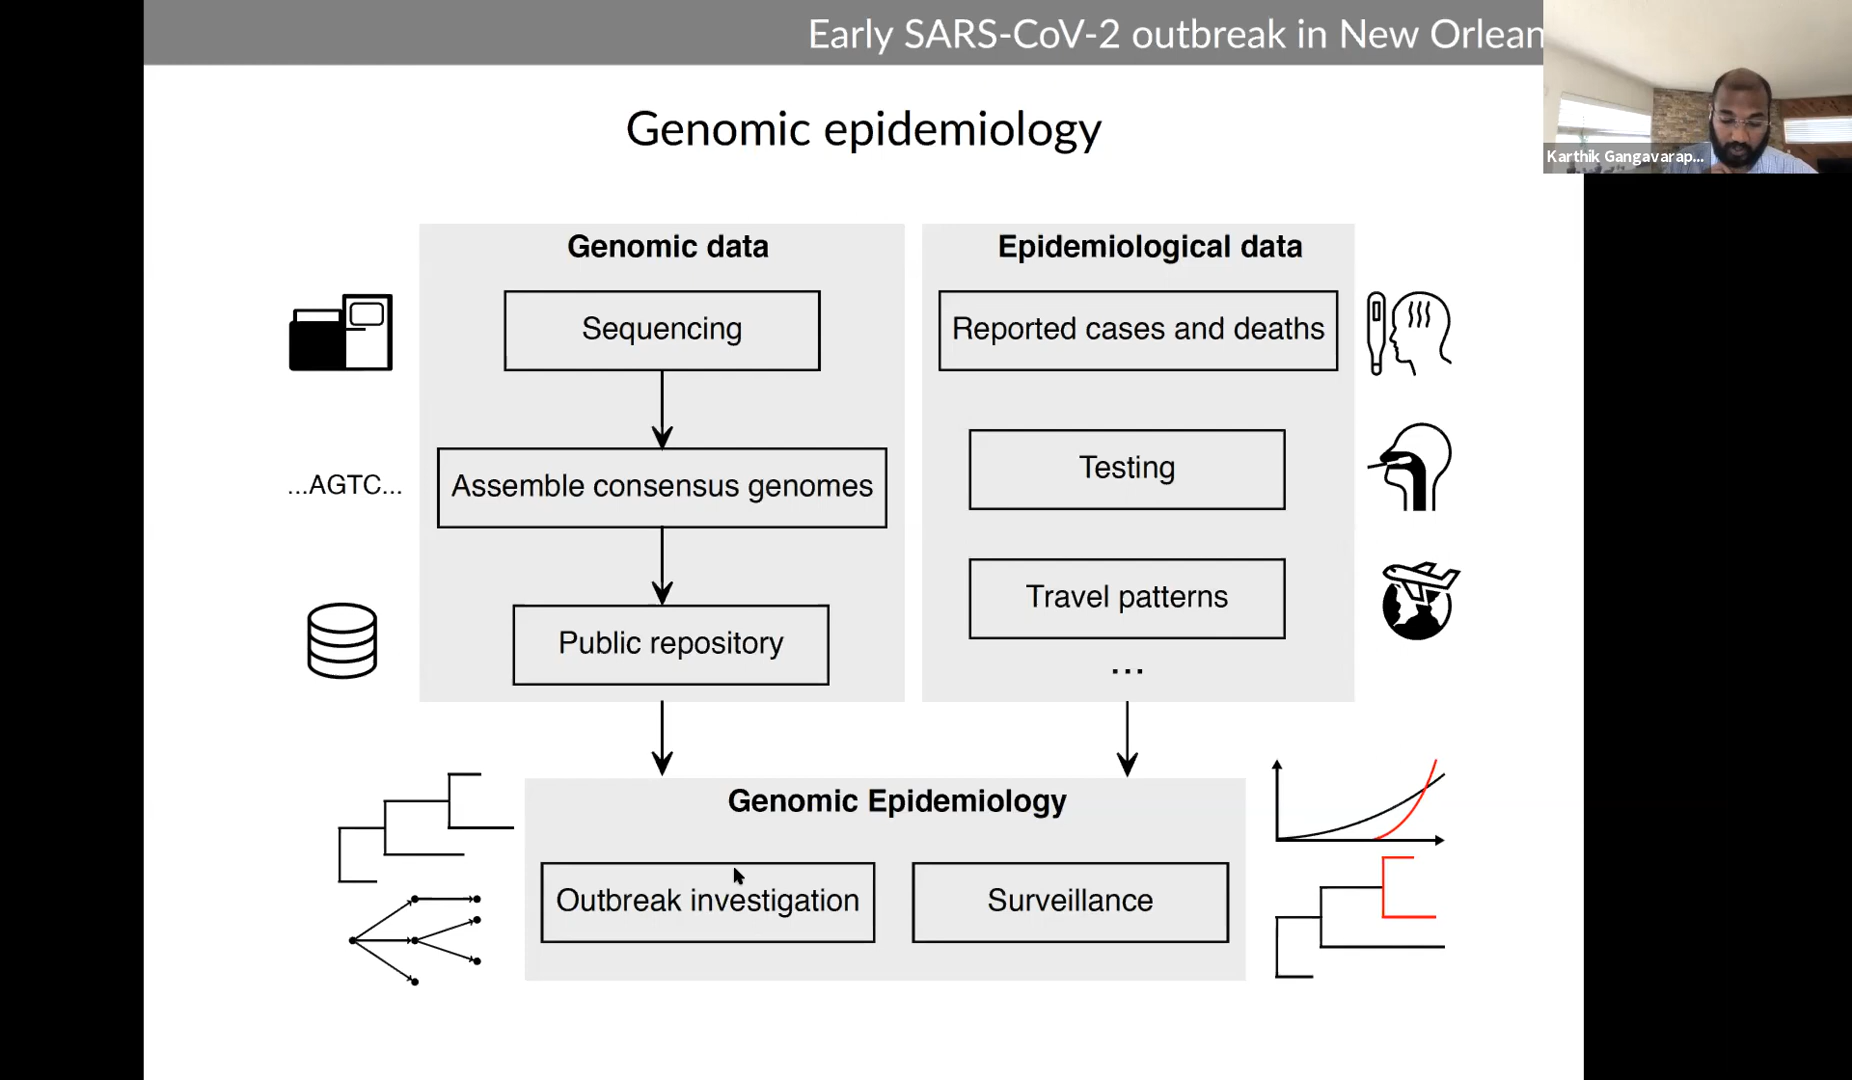 Early SARS-CoV-2 outbreak in New Orlean
Karthik Gangavarap...
Genomic epidemiology
Genomic data
Sequencing
Assemble consensus genomes
...AGTC...
Public repository
Epidemiological data
Reported cases and deaths
Testing
Travel patterns
...
Genomic Epidemiology
Outbreak investigation
Surveillance